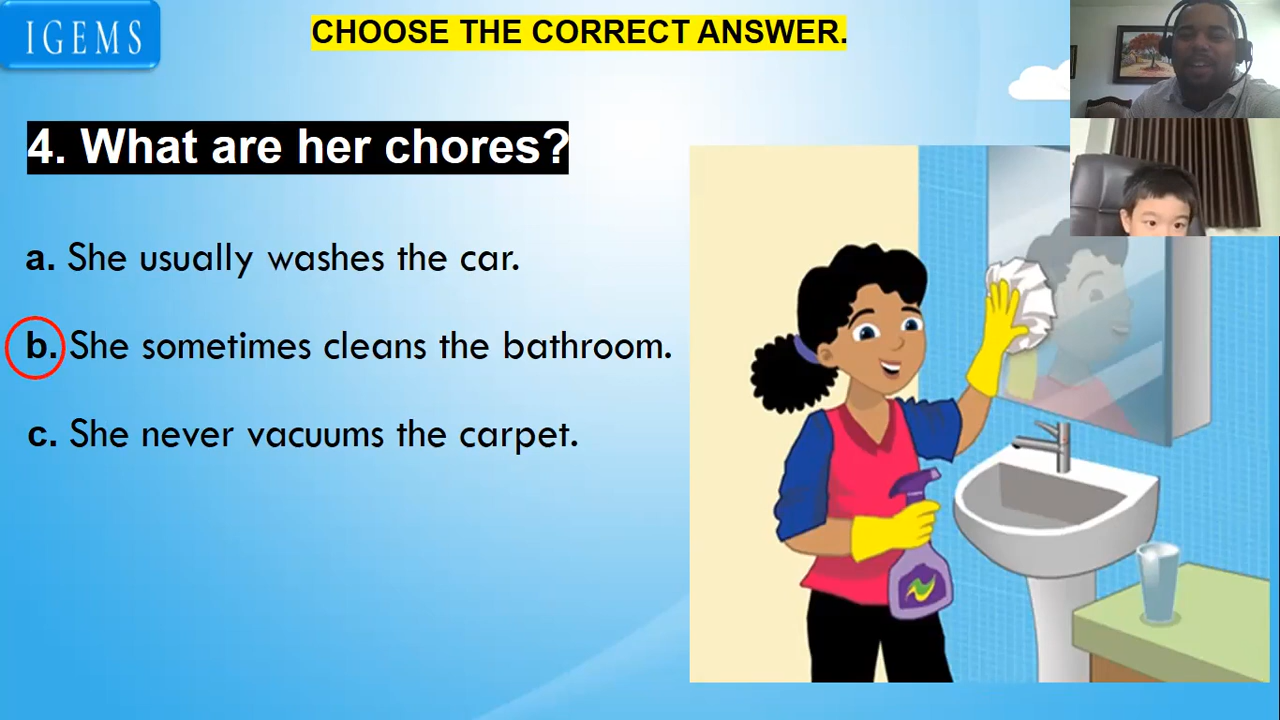 IGEMS
CHOOSE THE CORRECT ANSWER.
4. What are her chores?
a. She usually washes the car.
b. She sometimes cleans the bathroom.
c. She never vacuums the carpet.